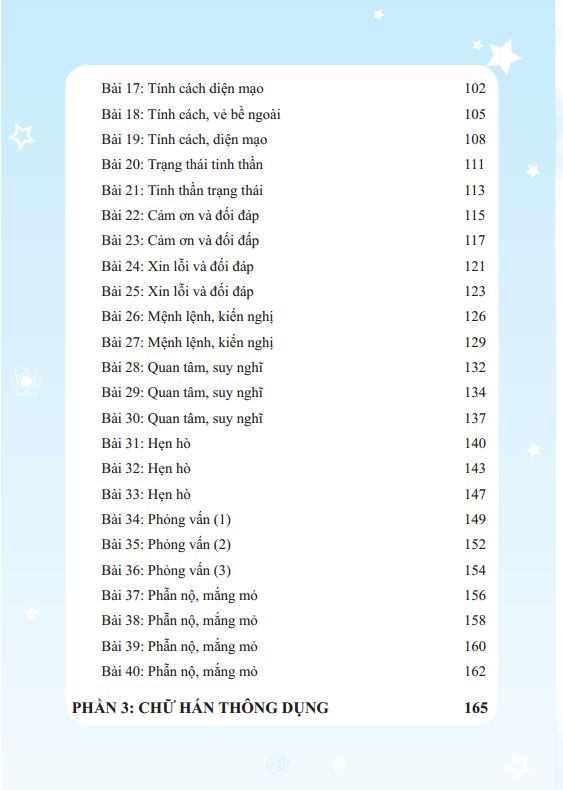 Bài 17: Tính cách diện mạo 102
Bài 18: Tính cách, vẻ bề ngoài 105
Bài 19: Tính cách, diện mạo 108
Bài 20: Trạng thái tinh thần 111
Bài 21: Tinh thần trạng thái 113
Bài 22: Cảm ơn và đối đáp 115
Bài 23: Cảm ơn và đối đấp 117
Bài 24: Xin lỗi và đối đáp 121
Bài 25: Xin lỗi và đối đáp 123
Bài 26: Mệnh lệnh, kiến nghị 126
Bài 27: Mệnh lệnh, kiến nghị 129
Bài 28: Quan tâm, suy nghĩ 132
Bài 29: Quan tâm, suy nghĩ 134
Bài 30: Quan tâm, suy nghĩ 137
Bài 31: Hẹn hò 140
Bài 32: Hẹn hò 143
Bài 33: Hẹn hò 147
Bài 34: Phỏng vấn (1) 149
Bài 35: Phỏng vấn (2) 152
Bài 36: Phỏng vấn (3) 154
Bài 37: Phẫn nộ, mắng mỏ 156
Bài 38: Phẫn nộ, mắng mỏ 158
Bài 39: Phẫn nộ, mắng mỏ 160
Bài 40: Phẫn nộ, mắng mỏ 162
PHẦN 3: CHỮ HÁN THÔNG DỤNG 165